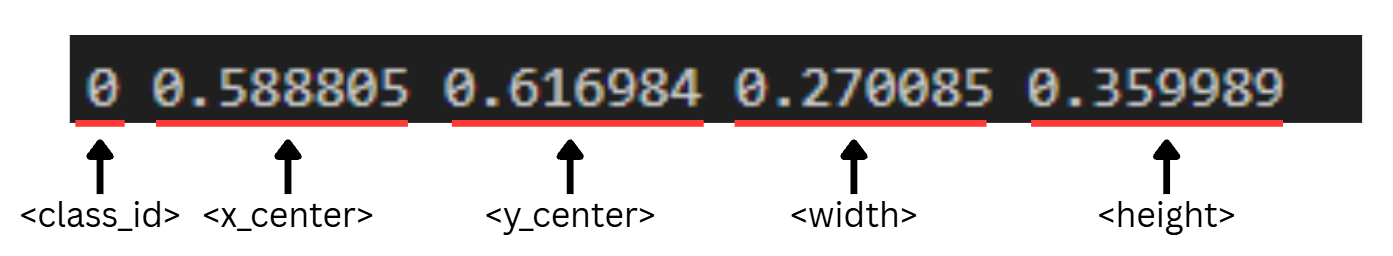 0 0.588805 0.616984 0.270085 0.359989
<class_id> <x_center> <y_center> <width> <height>